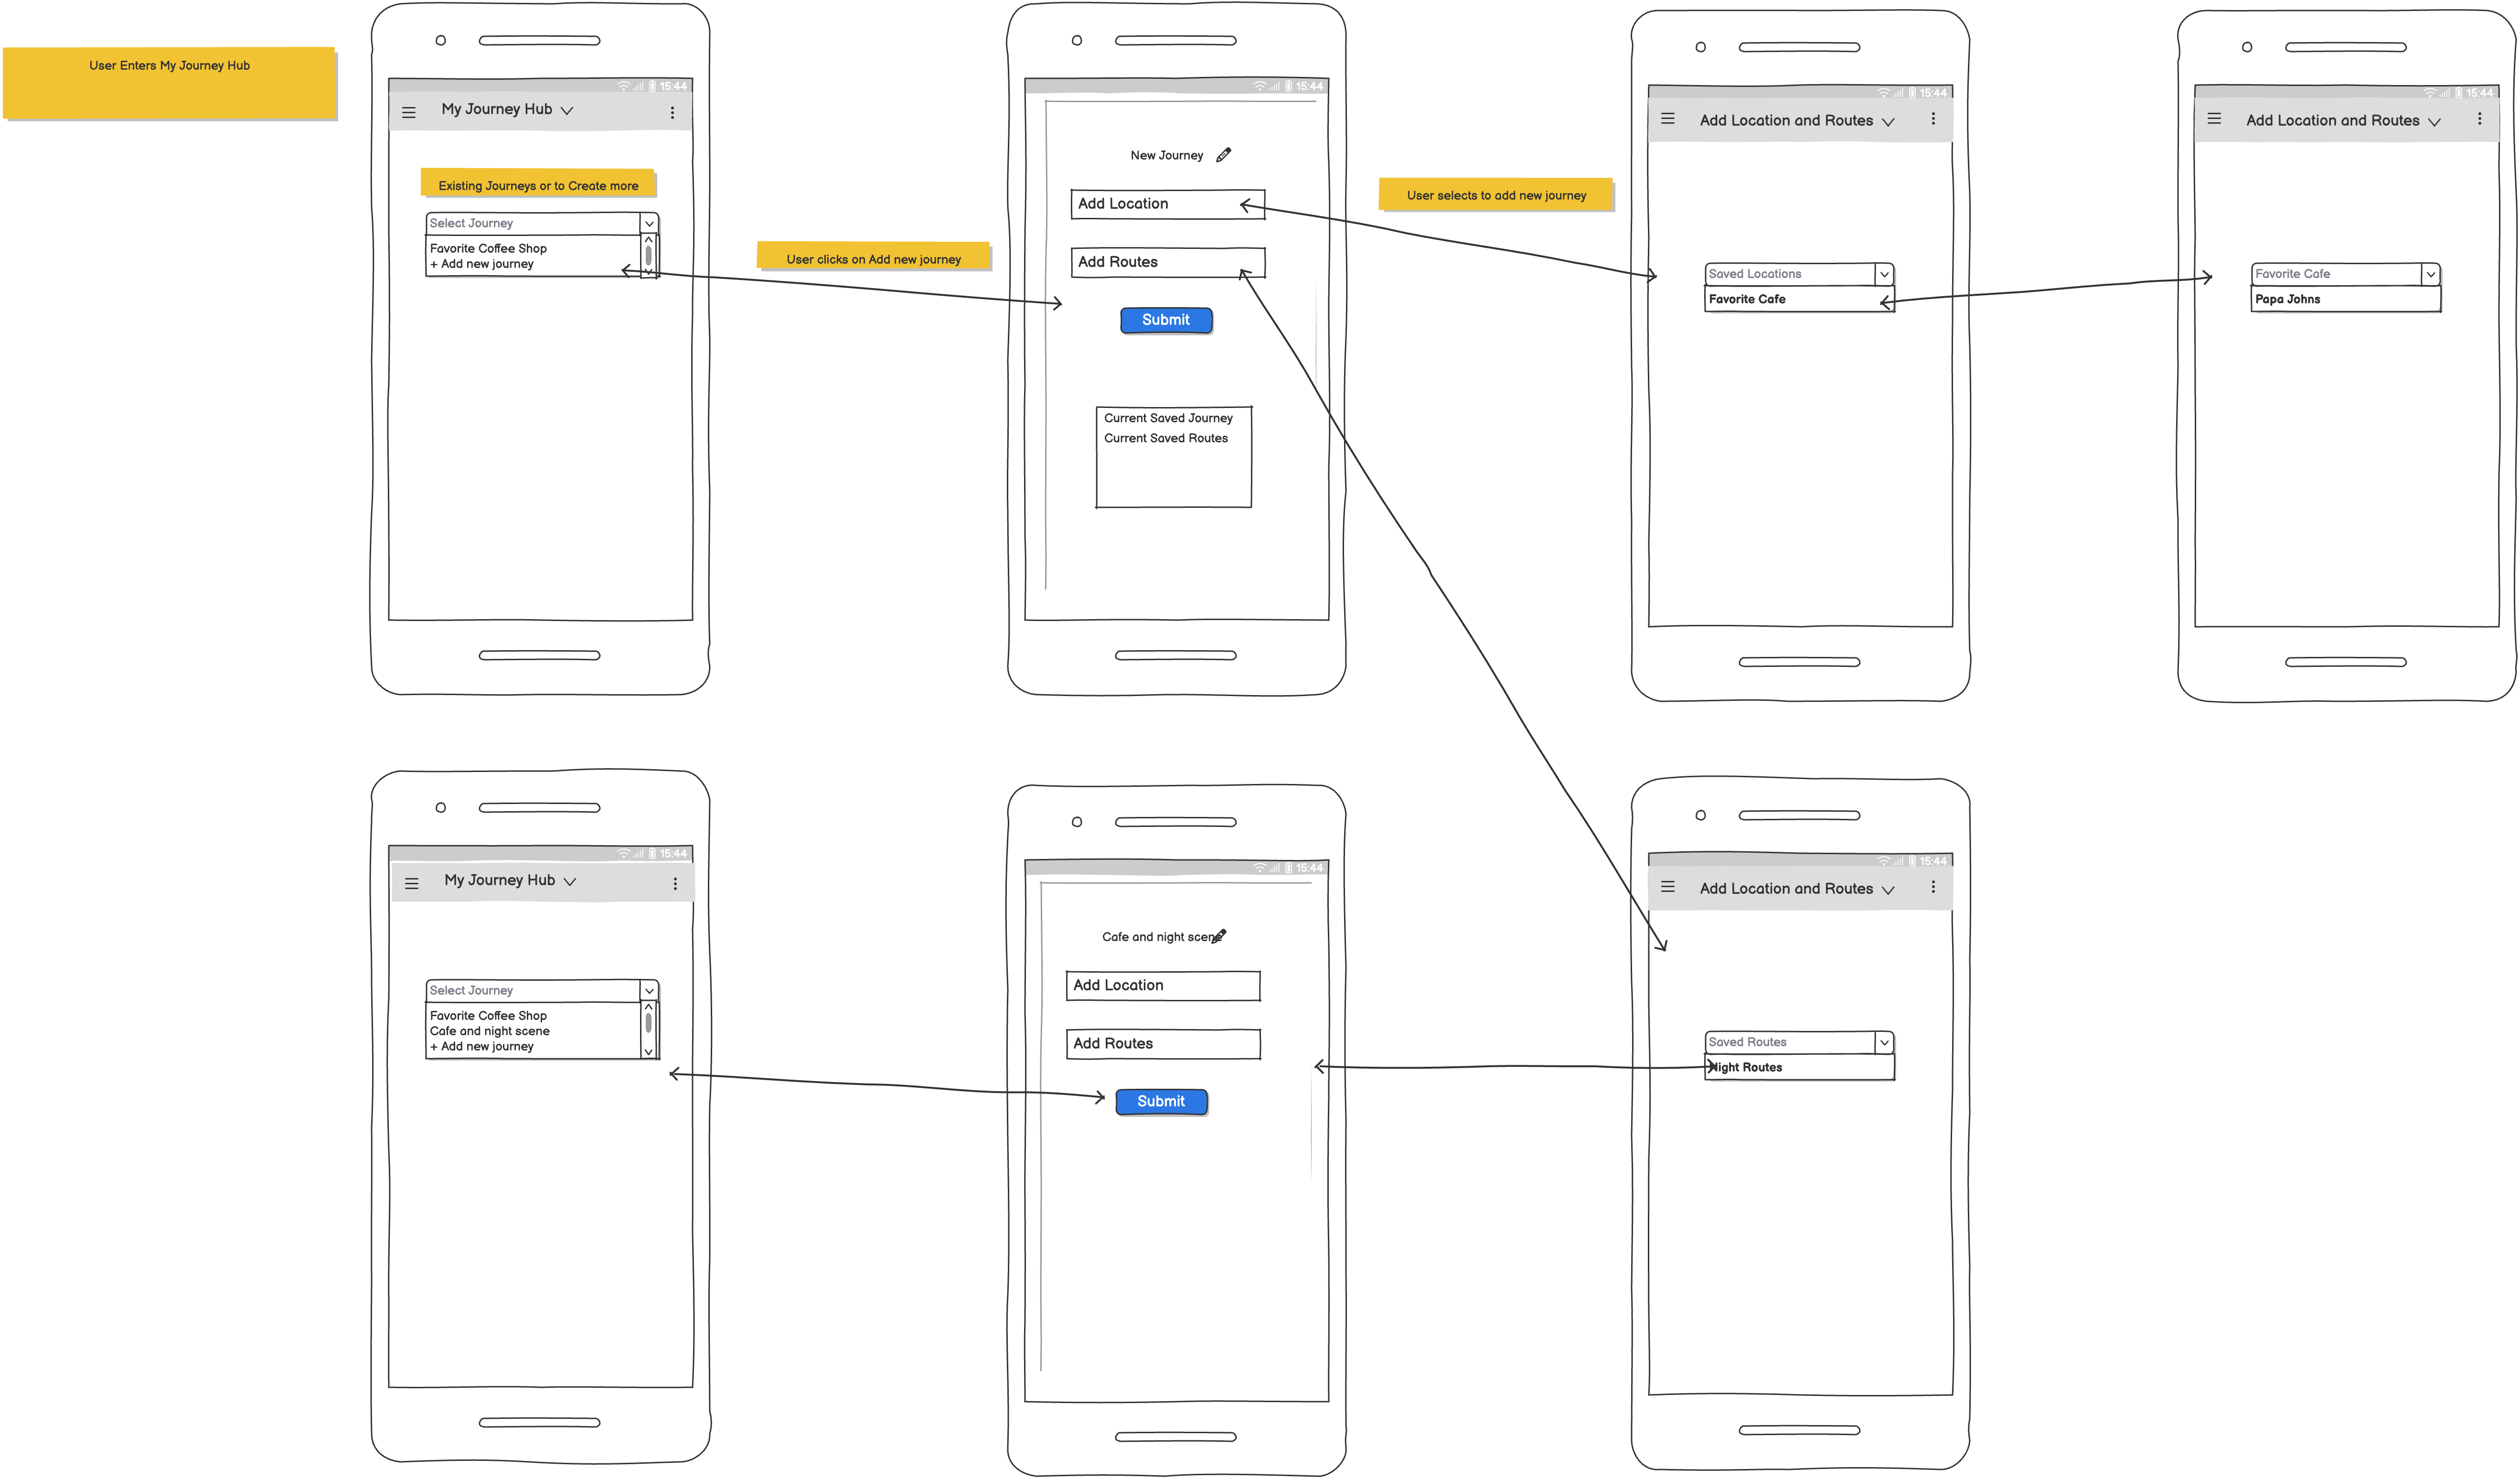 User Enters My Journey Hub
15:44
My Journey Hub
Existing Journeys or to Create more
Select Journey
Favorite Coffee Shop
+ Add new journey
User clicks on Add new journey
15:44
New Journey
Add Location
Add Routes
Submit
Current Saved Journey
Current Saved Routes
User selects to add new journey
15:44
Add Location and Routes
Saved Locations
Favorite Cafe
15:44
Add Location and Routes
Favorite Cafe
Papa Johns
15:44
My Journey Hub
Select Journey
Favorite Coffee Shop
Cafe and night scene
+ Add new journey
15:44
Cafe and night scene
Add Location
Add Routes
Submit
15:44
Add Location and Routes
Saved Routes
Night Routes